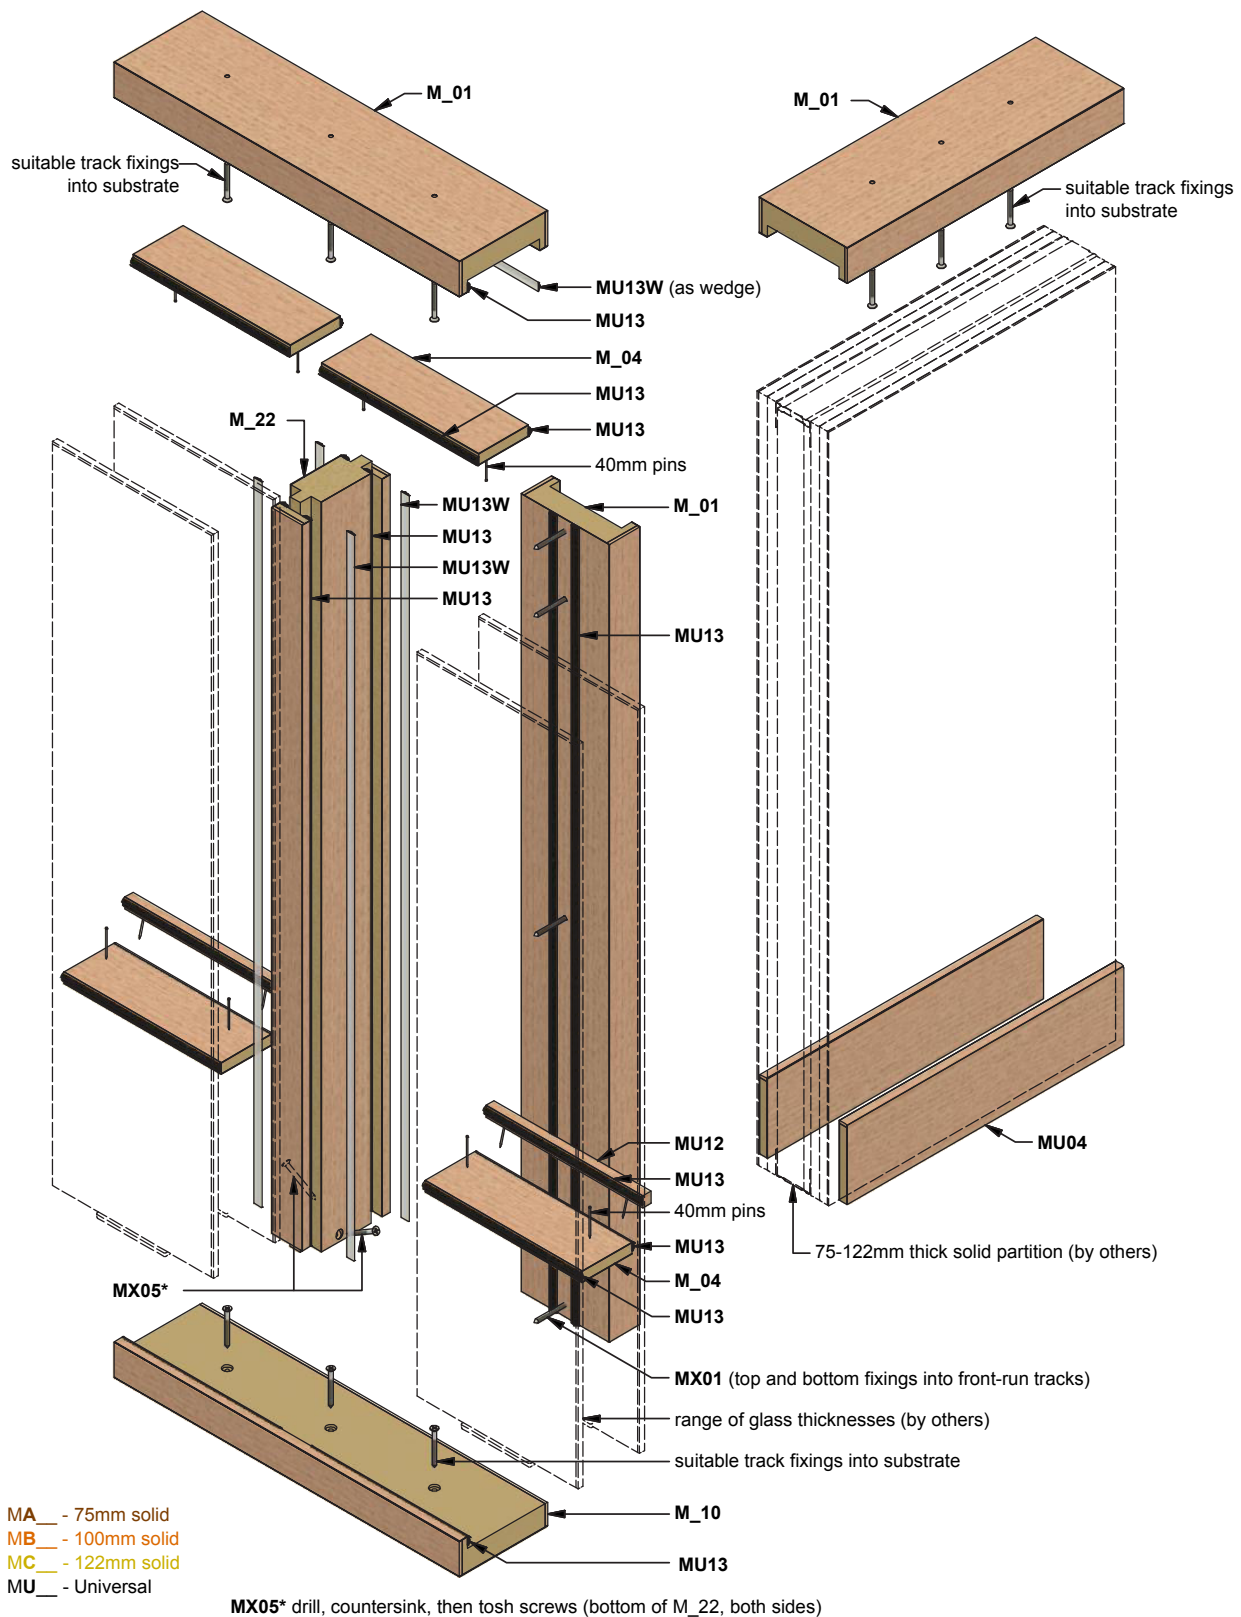 M_01
M_01
suitable track fixings
into substrate
suitable track fixings
into substrate
MU13W (as wedge)
MU13
M_04
MU13
M_22
MU13
40mm pins
MU13W
M_01
MU13
MU13W
MU13
MU13
MU12
MU04
MU13
40mm pins
MU13
75-122mm thick solid partition (by others)
M_04
MX05*
MU13
MX01 (top and bottom fixings into front-run tracks)
range of glass thicknesses (by others)
suitable track fixings into substrate
M_10
MA__ - 75mm solid
MB__ - 100mm solid
MC__ - 122mm solid
MU__ - Universal
MU13
MX05* drill, countersink, then tosh screws (bottom of M_22, both sides)